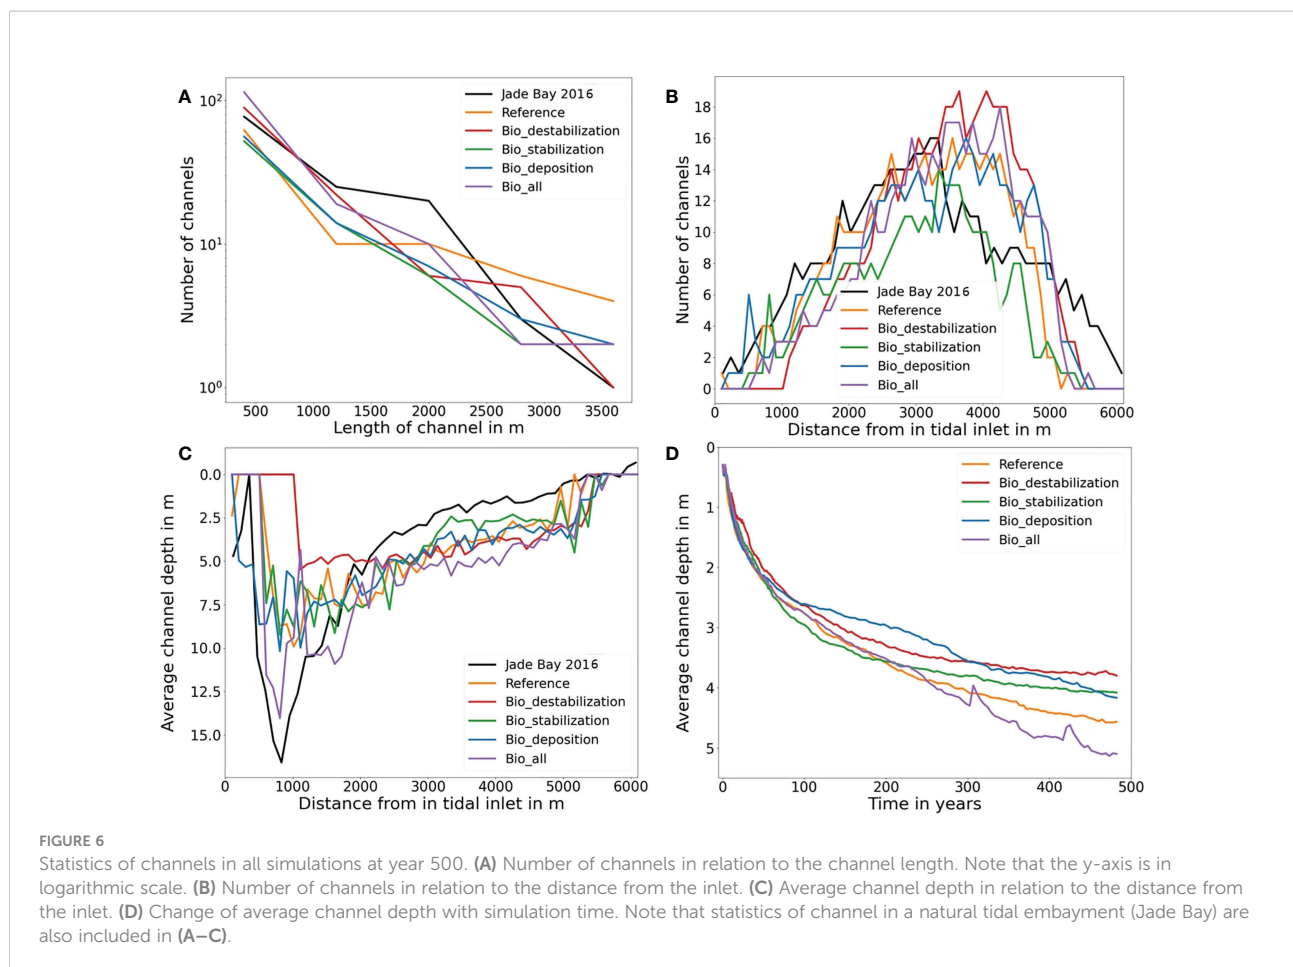 A
Number of channels
10²
10¹
10⁰
500 1000 1500 2000 2500 3000 3500
Length of channel in m
Jade Bay 2016
Reference
Bio_destabilization
Bio_stabilization
Bio_deposition
Bio_all
B
Number of channels
18
16
14
12
10
8
6
4
2
0
0 1000 2000 3000 4000 5000 6000
Distance from in tidal inlet in m
Jade Bay 2016
Reference
Bio_destabilization
Bio_stabilization
Bio_deposition
Bio_all
C
Average channel depth in m
0.0
2.5
5.0
7.5
10.0
12.5
15.0
0 1000 2000 3000 4000 5000 6000
Distance from in tidal inlet in m
Jade Bay 2016
Reference
Bio_destabilization
Bio_stabilization
Bio_deposition
Bio_all
D
Average channel depth in m
0
1
2
3
4
5
0 100 200 300 400 500
Time in years
Reference
Bio_destabilization
Bio_stabilization
Bio_deposition
Bio_all
FIGURE 6
Statistics of channels in all simulations at year 500. (A) Number of channels in relation to the channel length. Note that the y-axis is in
logarithmic scale. (B) Number of channels in relation to the distance from the inlet. (C) Average channel depth in relation to the distance from
the inlet. (D) Change of average channel depth with simulation time. Note that statistics of channel in a natural tidal embayment (Jade Bay) are
also included in (A–C).